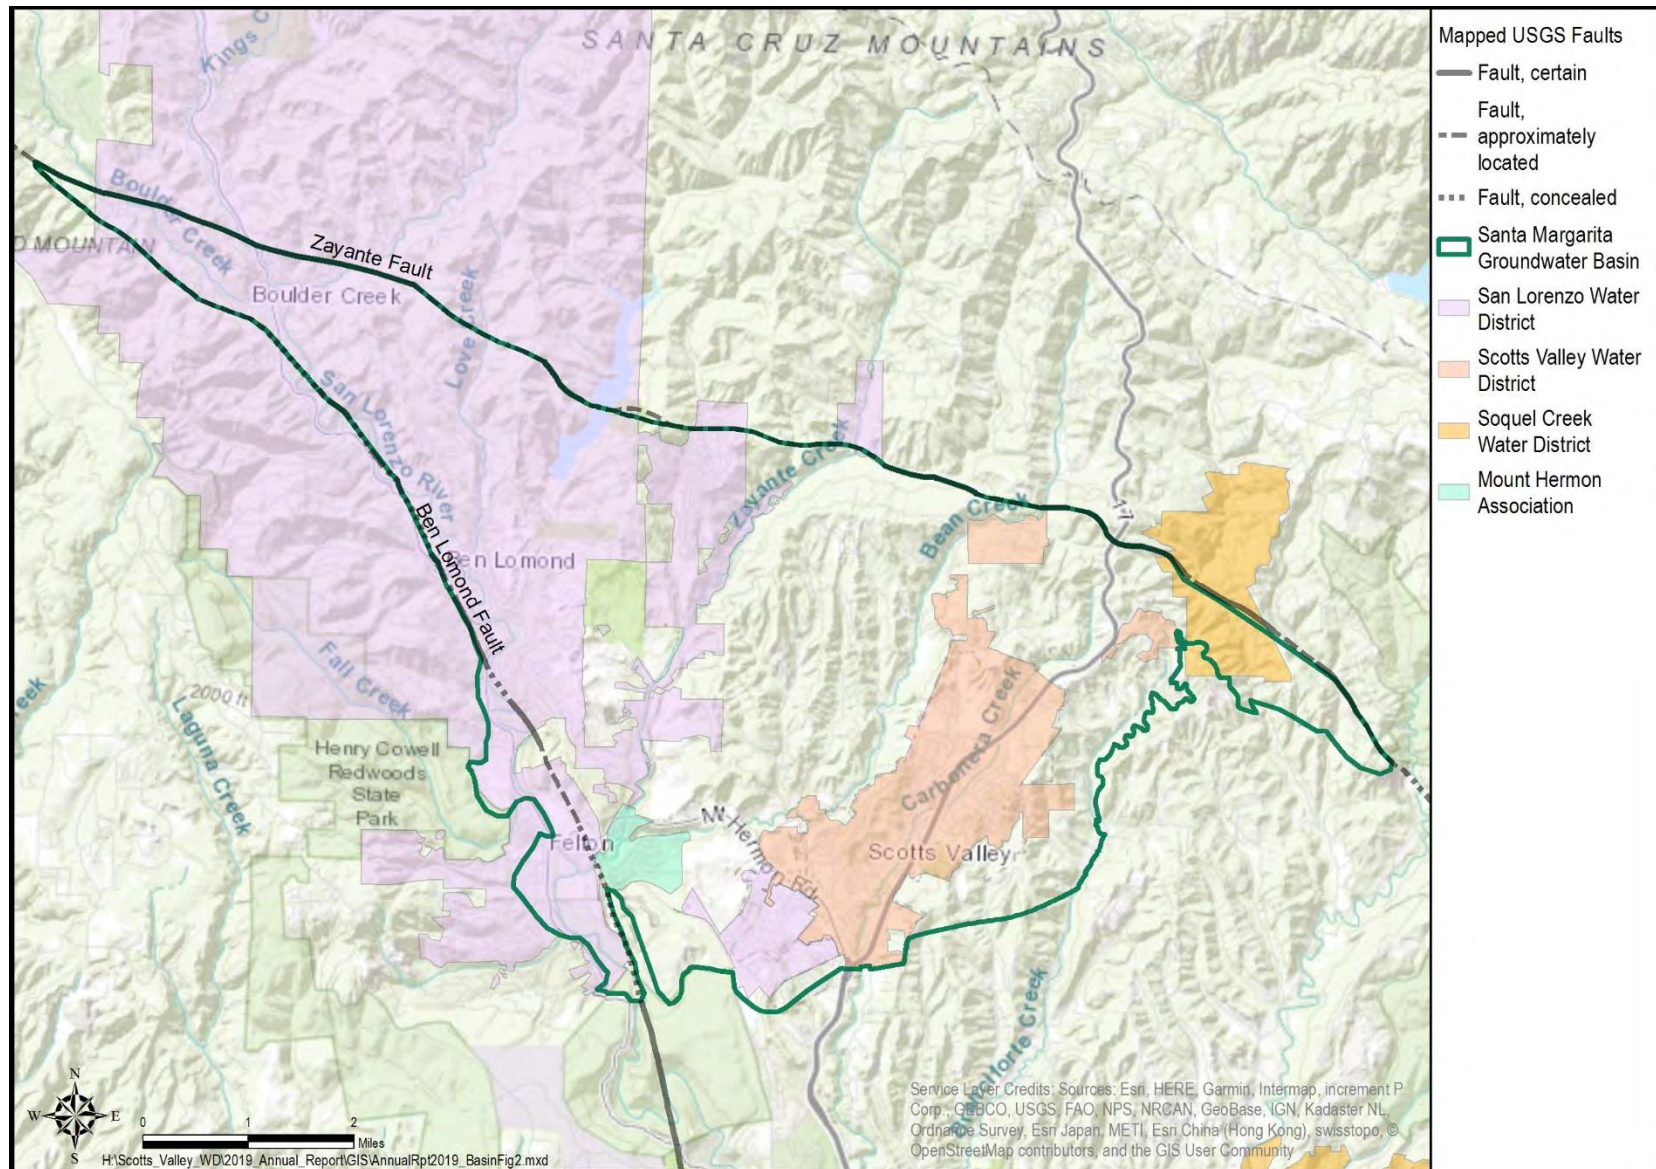 SANTA CRUZ MOUNTAINS
Kings C
Boulder Creek
D MOUNTAIN
Zayante Fault
Boulder Creek
Love Creek
San Lorenzo River
Ben Lomond Fault
Ben Lomond
Zayante Creek
Bean Creek
17
Fall Creek
2000 ft
Laguna Creek
reek
Henry Cowell
Redwoods
State
Park
Felton
Mt Hermon Rd
Carbonera Creek
Scotts Valley
Creek
N
W
E
S
0
1
2
Miles
H:\Scotts_Valley_WD\2019_Annual_Report\GIS\AnnualRpt2019_BasinFig2.mxd
Service Layer Credits: Sources: Esri, HERE, Garmin, Intermap, increment P
Corp., GEBCO, USGS, FAO, NPS, NRCAN, GeoBase, IGN, Kadaster NL,
Ordnance Survey, Esri Japan, METI, Esri China (Hong Kong), swisstopo, ©
OpenStreetMap contributors, and the GIS User Community
Mapped USGS Faults
Fault, certain
Fault,
approximately
located
Fault, concealed
Santa Margarita
Groundwater Basin
San Lorenzo Water
District
Scotts Valley Water
District
Soquel Creek
Water District
Mount Hermon
Association